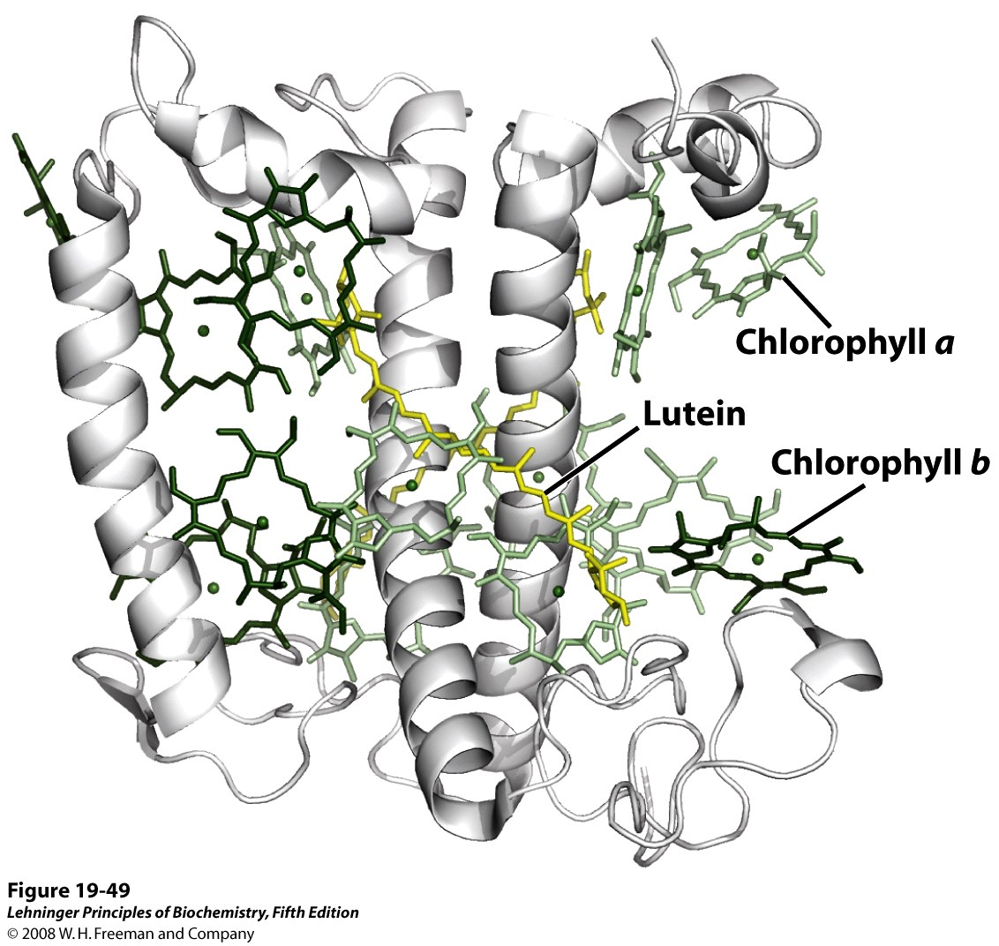 Chlorophyll a
Lutein
Chlorophyll b
Figure 19-49
Lehninger Principles of Biochemistry, Fifth Edition
© 2008 W. H. Freeman and Company